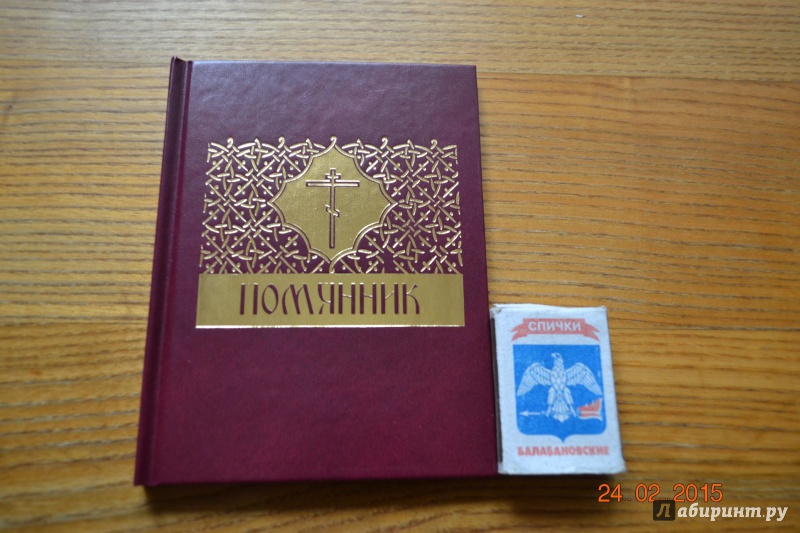 ПОМЯННИК
СПИЧКИ
БАЛАБАНОВСКИЕ
24 02 2015
Лабиринт.ру